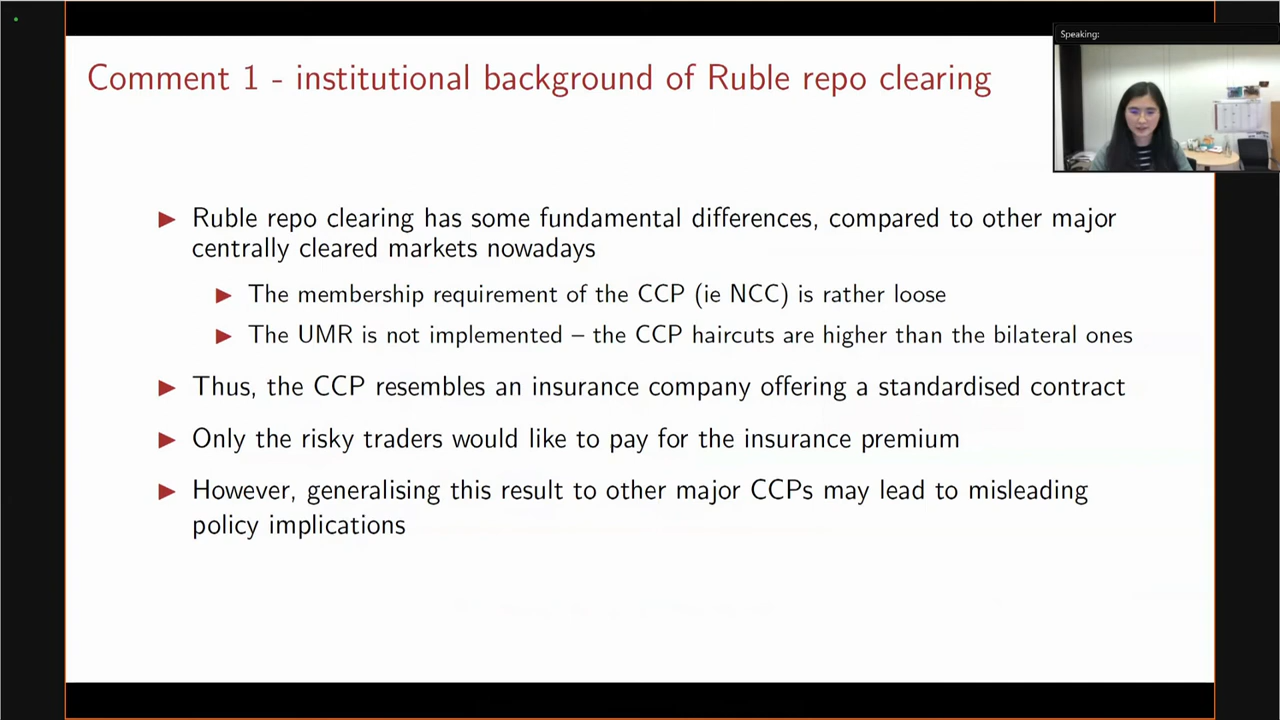 Comment 1 - institutional background of Ruble repo clearing
Speaking:
▶ Ruble repo clearing has some fundamental differences, compared to other major
centrally cleared markets nowadays
▶ The membership requirement of the CCP (ie NCC) is rather loose
▶ The UMR is not implemented – the CCP haircuts are higher than the bilateral ones
▶ Thus, the CCP resembles an insurance company offering a standardised contract
▶ Only the risky traders would like to pay for the insurance premium
▶ However, generalising this result to other major CCPs may lead to misleading
policy implications